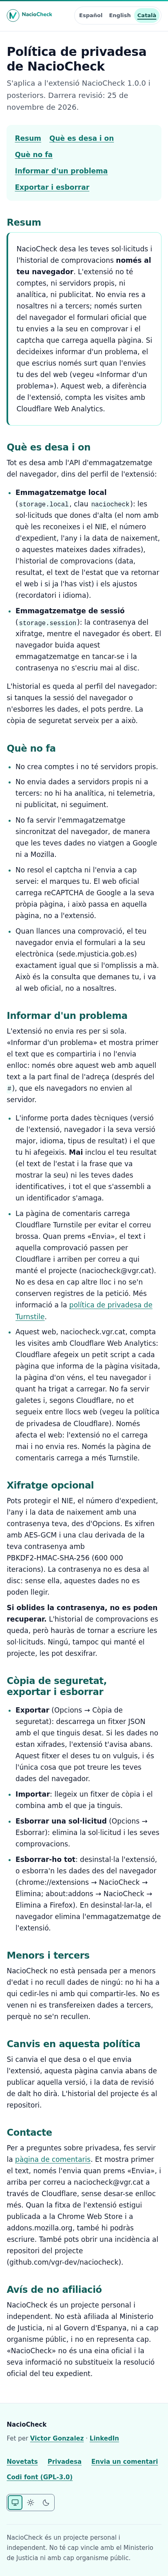 NacioCheck
Español English Català
Política de privadesa
de NacioCheck
S'aplica a l'extensió NacioCheck 1.0.0 i
posteriors. Darrera revisió: 25 de
novembre de 2026.
Resum Què es desa i on
Què no fa
Informar d'un problema
Exportar i esborrar
Resum
NacioCheck desa les teves sol·licituds i
l'historial de comprovacions només al
teu navegador. L'extensió no té
comptes, ni servidors propis, ni
analítica, ni publicitat. No envia res a
nosaltres ni a tercers; només omple
del navegador el formulari oficial que
tu envies a la seu en comprovar i el
captcha que carrega aquella pàgina. Si
decideixes informar d'un problema, el
que escrius només surt quan l'envies
tu des del web (vegeu «Informar d'un
problema»). Aquest web, a diferència
de l'extensió, compta les visites amb
Cloudflare Web Analytics.
Què es desa i on
Tot es desa amb l'API d'emmagatzematge
del navegador, dins del perfil de l'extensió:
• Emmagatzematge local
(storage.local, clau naciocheck): les
sol·licituds que dones d'alta (el nom amb
què les reconeixes i el NIE, el número
d'expedient, i l'any i la data de naixement,
o aquestes mateixes dades xifrades),
l'historial de comprovacions (data,
resultat, el text de l'estat que va retornar
el web i si ja l'has vist) i els ajustos
(recordatori i idioma).
• Emmagatzematge de sessió
(storage.session): la contrasenya del
xifratge, mentre el navegador és obert. El
navegador buida aquest
emmagatzematge en tancar-se i la
contrasenya no s'escriu mai al disc.
L'historial es queda al perfil del navegador:
si tanques la sessió del navegador o
n'esborres les dades, el pots perdre. La
còpia de seguretat serveix per a això.
Què no fa
• No crea comptes i no té servidors propis.
• No envia dades a servidors propis ni a
tercers: no hi ha analítica, ni telemetria,
ni publicitat, ni seguiment.
• No fa servir l'emmagatzematge
sincronitzat del navegador, de manera
que les teves dades no viatgen a Google
ni a Mozilla.
• No resol el captcha ni l'envia a cap
servei: el marques tu. El web oficial
carrega reCAPTCHA de Google a la seva
pròpia pàgina, i això passa en aquella
pàgina, no a l'extensió.
• Quan llances una comprovació, el teu
navegador envia el formulari a la seu
electrònica (sede.mjusticia.gob.es)
exactament igual que si l'omplissis a mà.
Això és la consulta que demanes tu, i va
al web oficial, no a nosaltres.
Informar d'un problema
L'extensió no envia res per si sola.
«Informar d'un problema» et mostra primer
el text que es compartiria i no l'envia
enlloc: només obre aquest web amb aquell
text a la part final de l'adreça (després del
#), que els navegadors no envien al
servidor.
• L'informe porta dades tècniques (versió
de l'extensió, navegador i la seva versió
major, idioma, tipus de resultat) i el que
tu hi afegeixis. Mai inclou el resultat
(el text de l'estat i la frase que va
mostrar la seu) ni les teves dades
identificatives, i tot el que s'assembli a
un identificador s'amaga.
• La pàgina de comentaris carrega
Cloudflare Turnstile per evitar el correu
brossa. Quan prems «Envia», el text i
aquella comprovació passen per
Cloudflare i arriben per correu a qui
manté el projecte (naciocheck@vgr.cat).
No es desa en cap altre lloc i no se'n
conserven registres de la petició. Més
informació a la política de privadesa de
Turnstile.
• Aquest web, naciocheck.vgr.cat, compta
les visites amb Cloudflare Web Analytics:
Cloudflare afegeix un petit script a cada
pàgina que informa de la pàgina visitada,
la pàgina d'on véns, el teu navegador i
quant ha trigat a carregar. No fa servir
galetes i, segons Cloudflare, no et
segueix entre llocs web (vegeu la política
de privadesa de Cloudflare). Només
afecta el web: l'extensió no el carrega
mai i no envia res. Només la pàgina de
comentaris carrega a més Turnstile.
Xifratge opcional
Pots protegir el NIE, el número d'expedient,
l'any i la data de naixement amb una
contrasenya teva, des d'Opcions. Es xifren
amb AES-GCM i una clau derivada de la
teva contrasenya amb
PBKDF2-HMAC-SHA-256 (600 000
iteracions). La contrasenya no es desa al
disc: sense ella, aquestes dades no es
poden llegir.
Si oblides la contrasenya, no es poden
recuperar. L'historial de comprovacions es
queda, però hauràs de tornar a escriure les
sol·licituds. Ningú, tampoc qui manté el
projecte, les pot desxifrar.
Còpia de seguretat,
exportar i esborrar
• Exportar (Opcions → Còpia de
seguretat): descarrega un fitxer JSON
amb el que tinguis desat. Si les dades no
estan xifrades, l'extensió t'avisa abans.
Aquest fitxer el deses tu on vulguis, i és
l'única cosa que pot treure les teves
dades del navegador.
• Importar: llegeix un fitxer de còpia i el
combina amb el que ja tinguis.
• Esborrar una sol·licitud (Opcions →
Esborrar): elimina la sol·licitud i les seves
comprovacions.
• Esborrar-ho tot: desinstal·la l'extensió,
o esborra'n les dades des del navegador
(chrome://extensions → NacioCheck →
Elimina; about:addons → NacioCheck →
Elimina a Firefox). En desinstal·lar-la, el
navegador elimina l'emmagatzematge de
l'extensió.
Menors i tercers
NacioCheck no està pensada per a menors
d'edat i no recull dades de ningú: no hi ha a
qui cedir-les ni amb qui compartir-les. No es
venen ni es transfereixen dades a tercers,
perquè no se'n recullen.
Canvis en aquesta política
Si canvia el que desa o envia
l'extensió, aquesta pàgina canvia abans de
publicar aquella versió, i la data de revisió
de dalt ho dirà. L'historial del projecte és al
repositori.
Contacte
Per a preguntes sobre privadesa, fes servir
la pàgina de comentaris. Et mostra primer
el text, només l'envia quan prems «Envia», i
arriba per correu a naciocheck@vgr.cat a
través de Cloudflare, sense desar-se enlloc
més. Quan la fitxa de l'extensió estigui
publicada a la Chrome Web Store i a
addons.mozilla.org, també hi podràs
escriure. També pots obrir una incidència al
repositori del projecte
(github.com/vgr-dev/naciocheck).
Avís de no afiliació
NacioCheck és un projecte personal i
independent. No està afiliada al Ministerio
de Justicia, ni al Govern d'Espanya, ni a cap
organisme públic, i no en representa cap.
«NacioCheck» no és una eina oficial i la
seva informació no substitueix la resolució
oficial del teu expedient.
NacioCheck
Fet per Víctor Gonzalez · LinkedIn
Novetats Privadesa Envia un comentari
Codi font (GPL-3.0)
NacioCheck és un projecte personal i
independent. No té cap vincle amb el Ministerio
de Justicia ni amb cap organisme públic.